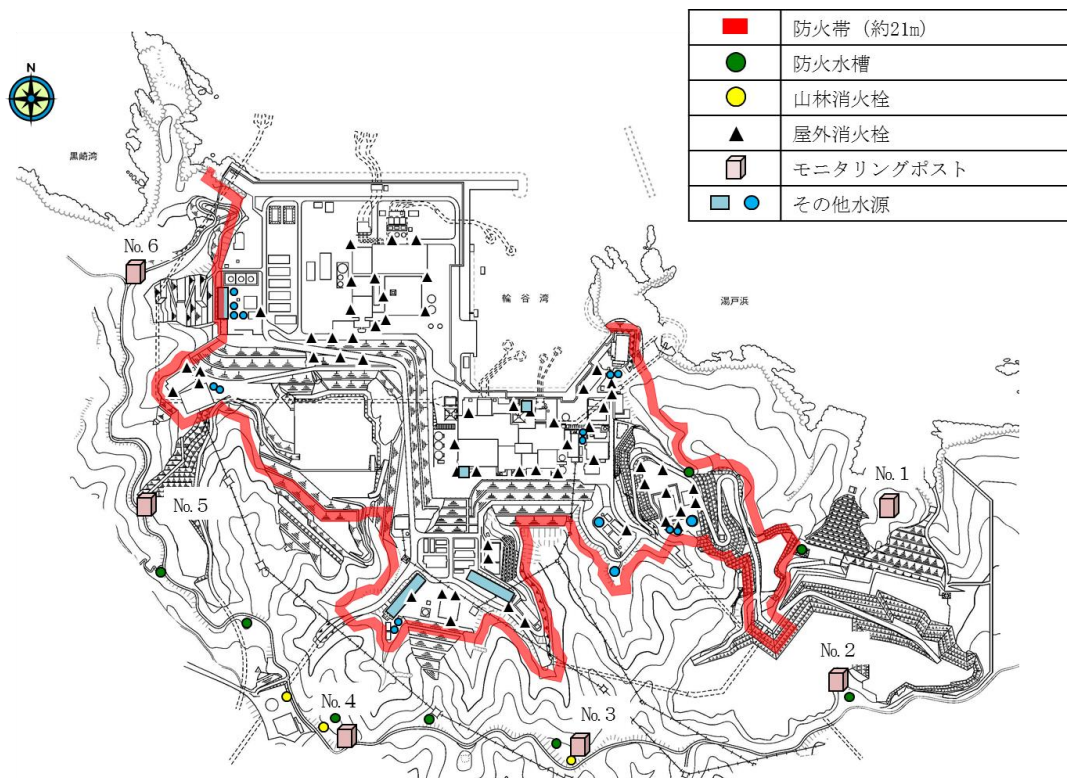 防火帯（約21m）
防火水槽
山林消火栓
屋外消火栓
モニタリングポスト
その他水源
N
黒崎湾
No.6
輪谷湾
湯戸浜
No.1
No.5
No.2
No.4
No.3